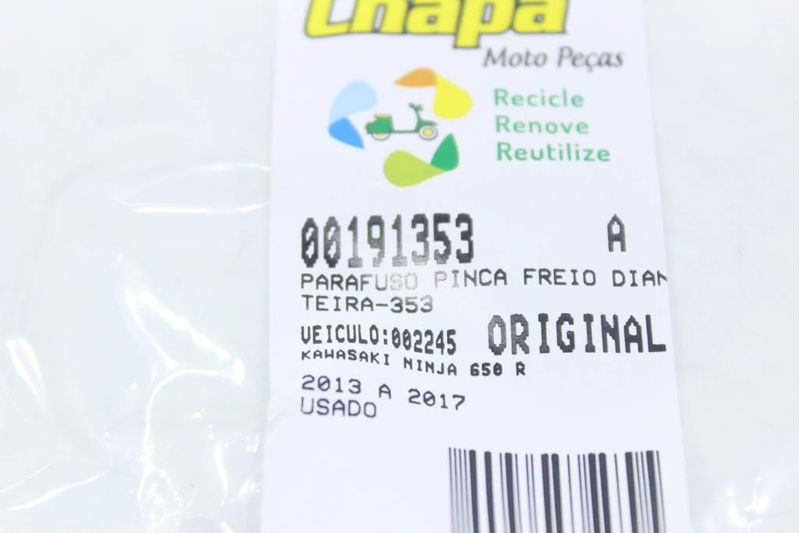 Chapa
Moto Peças
Recicle
Renove
Reutilize
00191353 A
PARAFUSO PINCA FREIO DIAN
TEIRA-353
VEICULO:002245 ORIGINAL
KAWASAKI NINJA 650 R
2013 A 2017
USADO